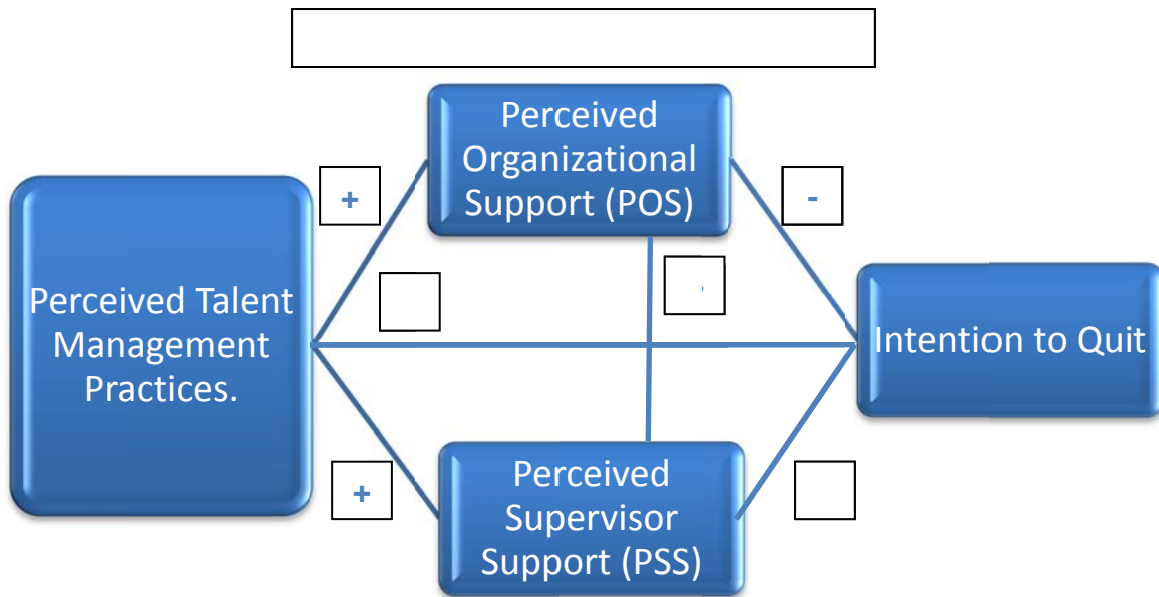 Perceived
Organizational
Support (POS)
+
-
Perceived Talent
Management
Practices.
Intention to Quit
+
Perceived
Supervisor
Support (PSS)